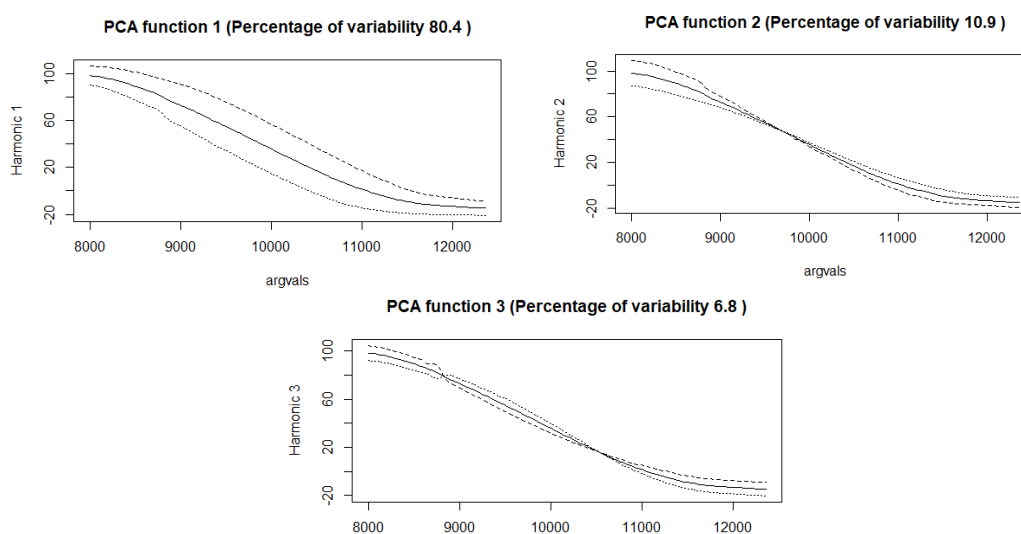 PCA function 1 (Percentage of variability 80.4 )
Harmonic 1
100
60
20
-20
8000 9000 10000 11000 12000
argvals
PCA function 2 (Percentage of variability 10.9 )
Harmonic 2
100
60
20
-20
8000 9000 10000 11000 12000
argvals
PCA function 3 (Percentage of variability 6.8 )
Harmonic 3
100
60
20
-20
8000 9000 10000 11000 12000